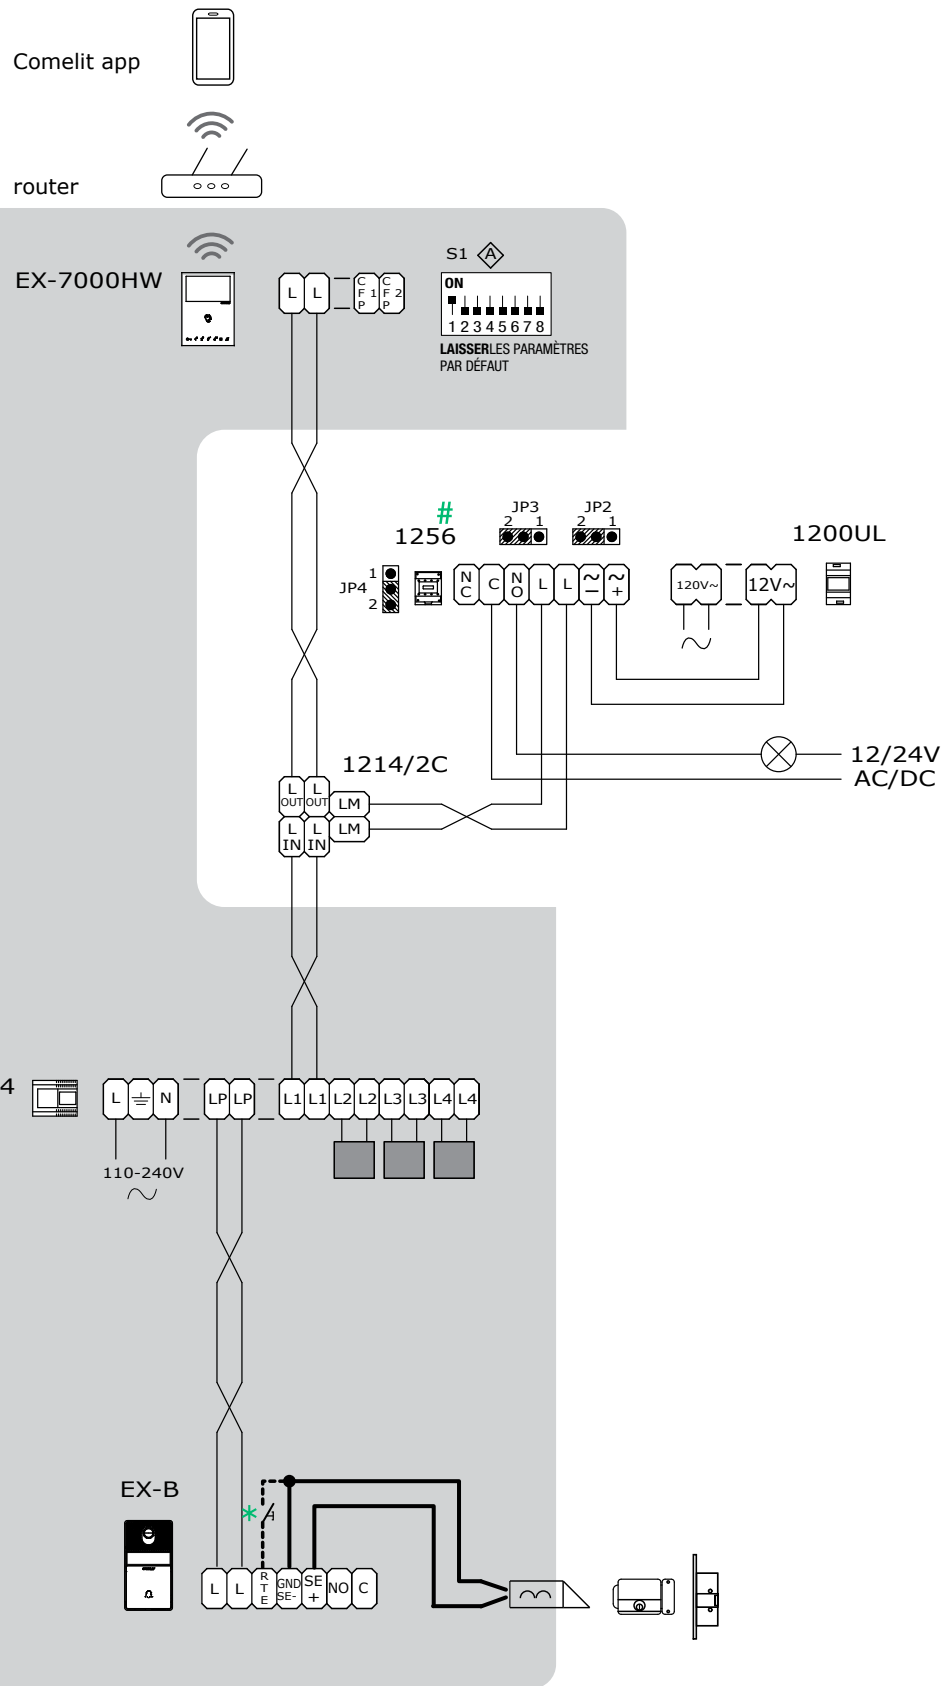 Comelit app
router
EX-7000HW
L L C F P 1 C F P 2
S1 A
ON
1 2 3 4 5 6 7 8
LAISSERLES PARAMÈTRES
PAR DÉFAUT
#
1256
JP3
2 1
JP2
2 1
1200UL
JP4
1
2
NC C NO L L ~− ~+
120V~ 12V~
12/24V
AC/DC
1214/2C
L OUT L OUT LM
L IN L IN LM
4
L N LP LP L1 L1 L2 L2 L3 L3 L4 L4
110-240V
EX-B
*
L L RTE GND SE- SE + NO C